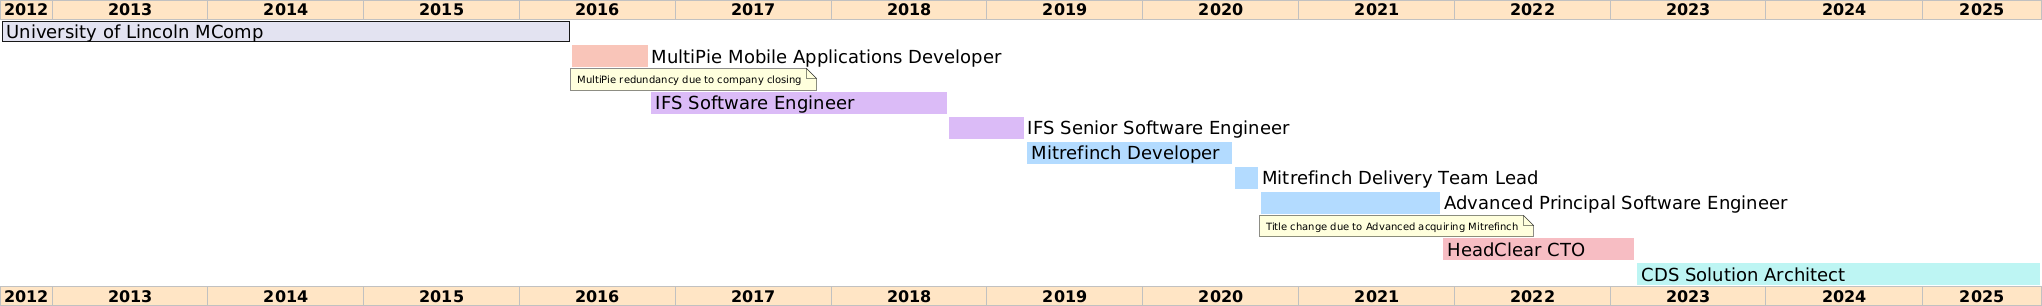 2012 2013 2014 2015 2016 2017 2018 2019 2020 2021 2022 2023 2024 2025
University of Lincoln MComp
MultiPie Mobile Applications Developer
MultiPie redundancy due to company closing
IFS Software Engineer
IFS Senior Software Engineer
Mitrefinch Developer
Mitrefinch Delivery Team Lead
Advanced Principal Software Engineer
Title change due to Advanced acquiring Mitrefinch
HeadClear CTO
CDS Solution Architect
2012 2013 2014 2015 2016 2017 2018 2019 2020 2021 2022 2023 2024 2025